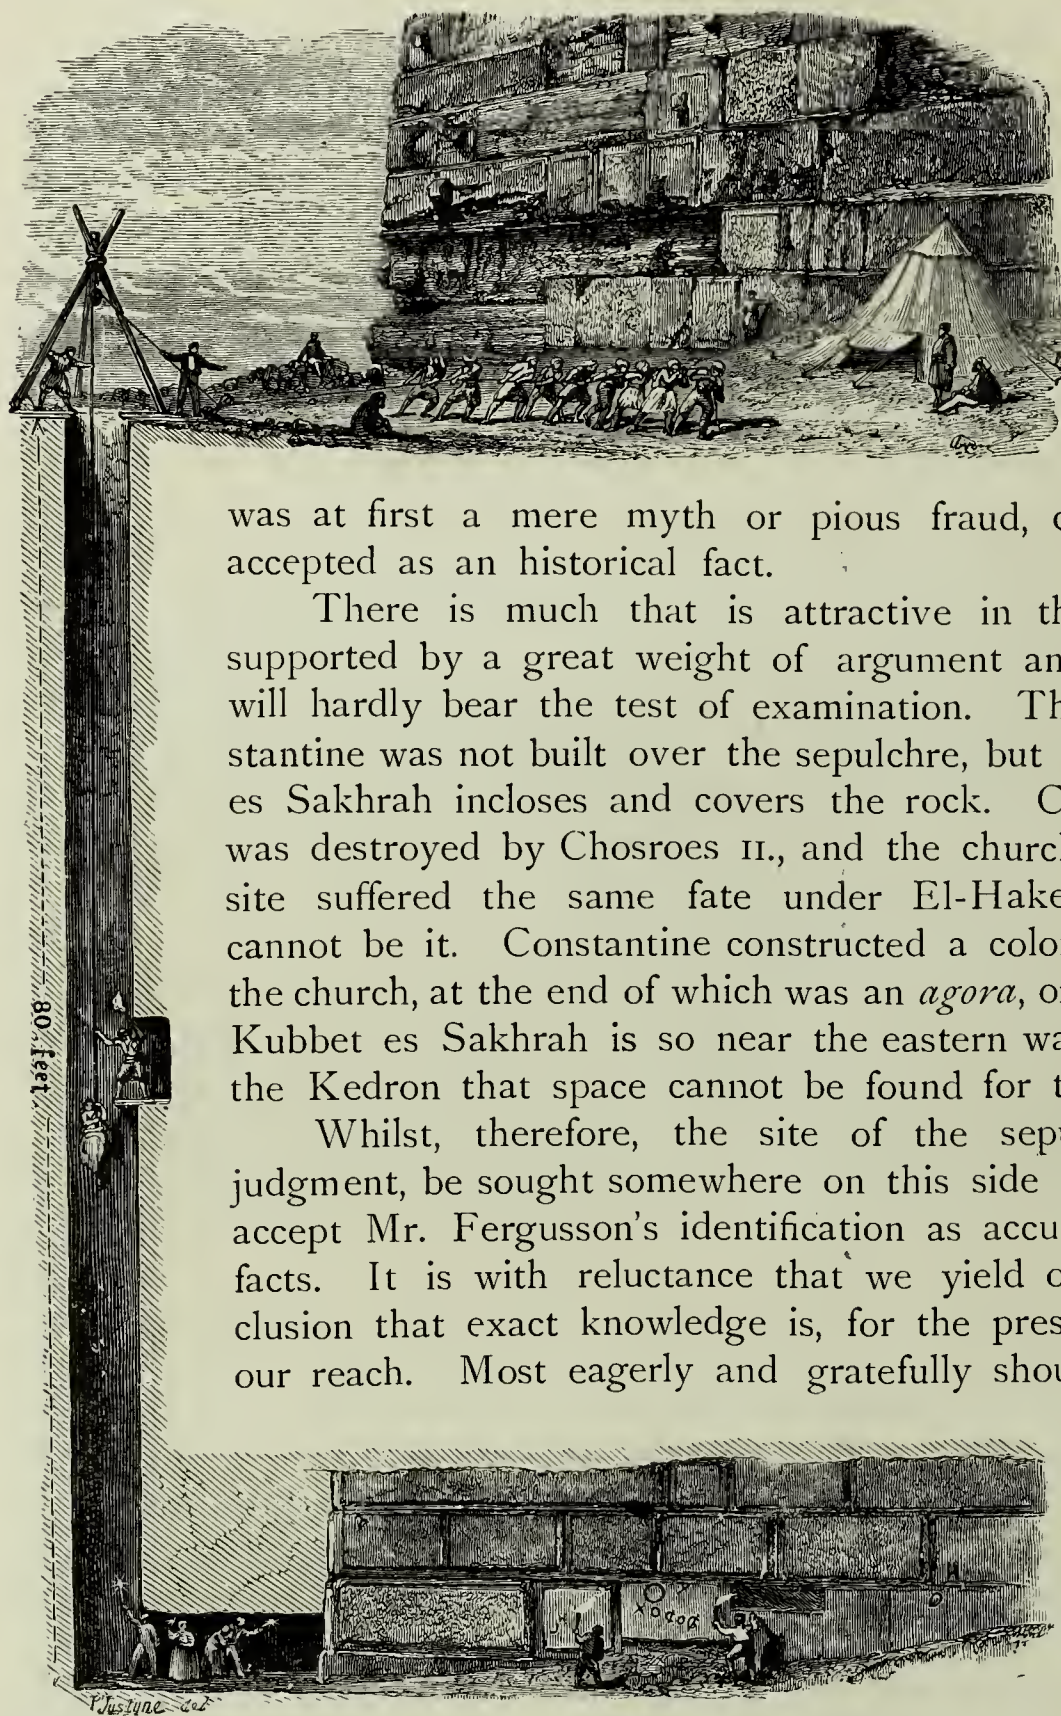 80 feet
was at first a mere myth or pious fraud,
accepted as an historical fact.
There is much that is attractive in th
supported by a great weight of argument an
will hardly bear the test of examination. Th
stantine was not built over the sepulchre, but
es Sakhrah incloses and covers the rock. C
was destroyed by Chosroes II., and the churc
site suffered the same fate under El-Hake
cannot be it. Constantine constructed a colo
the church, at the end of which was an agora, o
Kubbet es Sakhrah is so near the eastern wa
the Kedron that space cannot be found for t
Whilst, therefore, the site of the sepu
judgment, be sought somewhere on this side
accept Mr. Fergusson's identification as accu
facts. It is with reluctance that we yield o
clusion that exact knowledge is, for the pres
our reach. Most eagerly and gratefully shou
P Justyne del